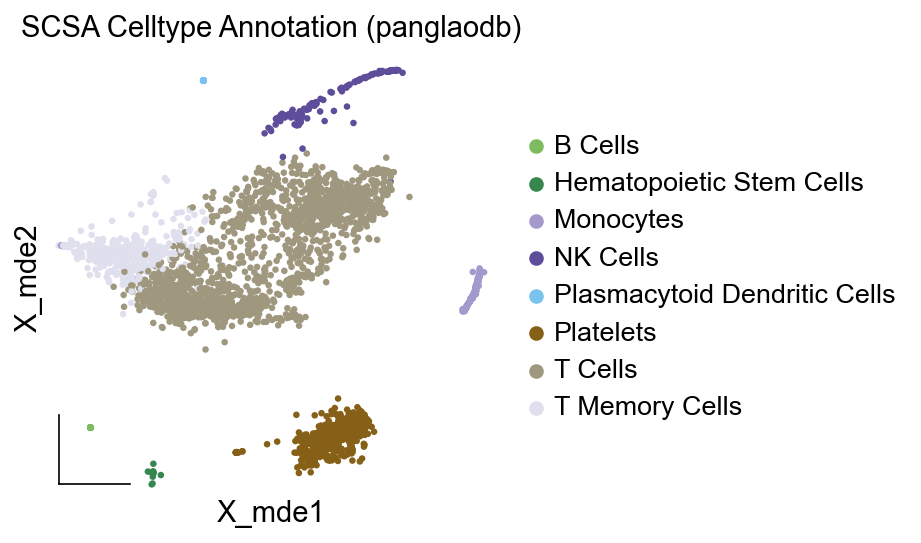 SCSA Celltype Annotation (panglaodb)
X_mde2
X_mde1
B Cells
Hematopoietic Stem Cells
Monocytes
NK Cells
Plasmacytoid Dendritic Cells
Platelets
T Cells
T Memory Cells